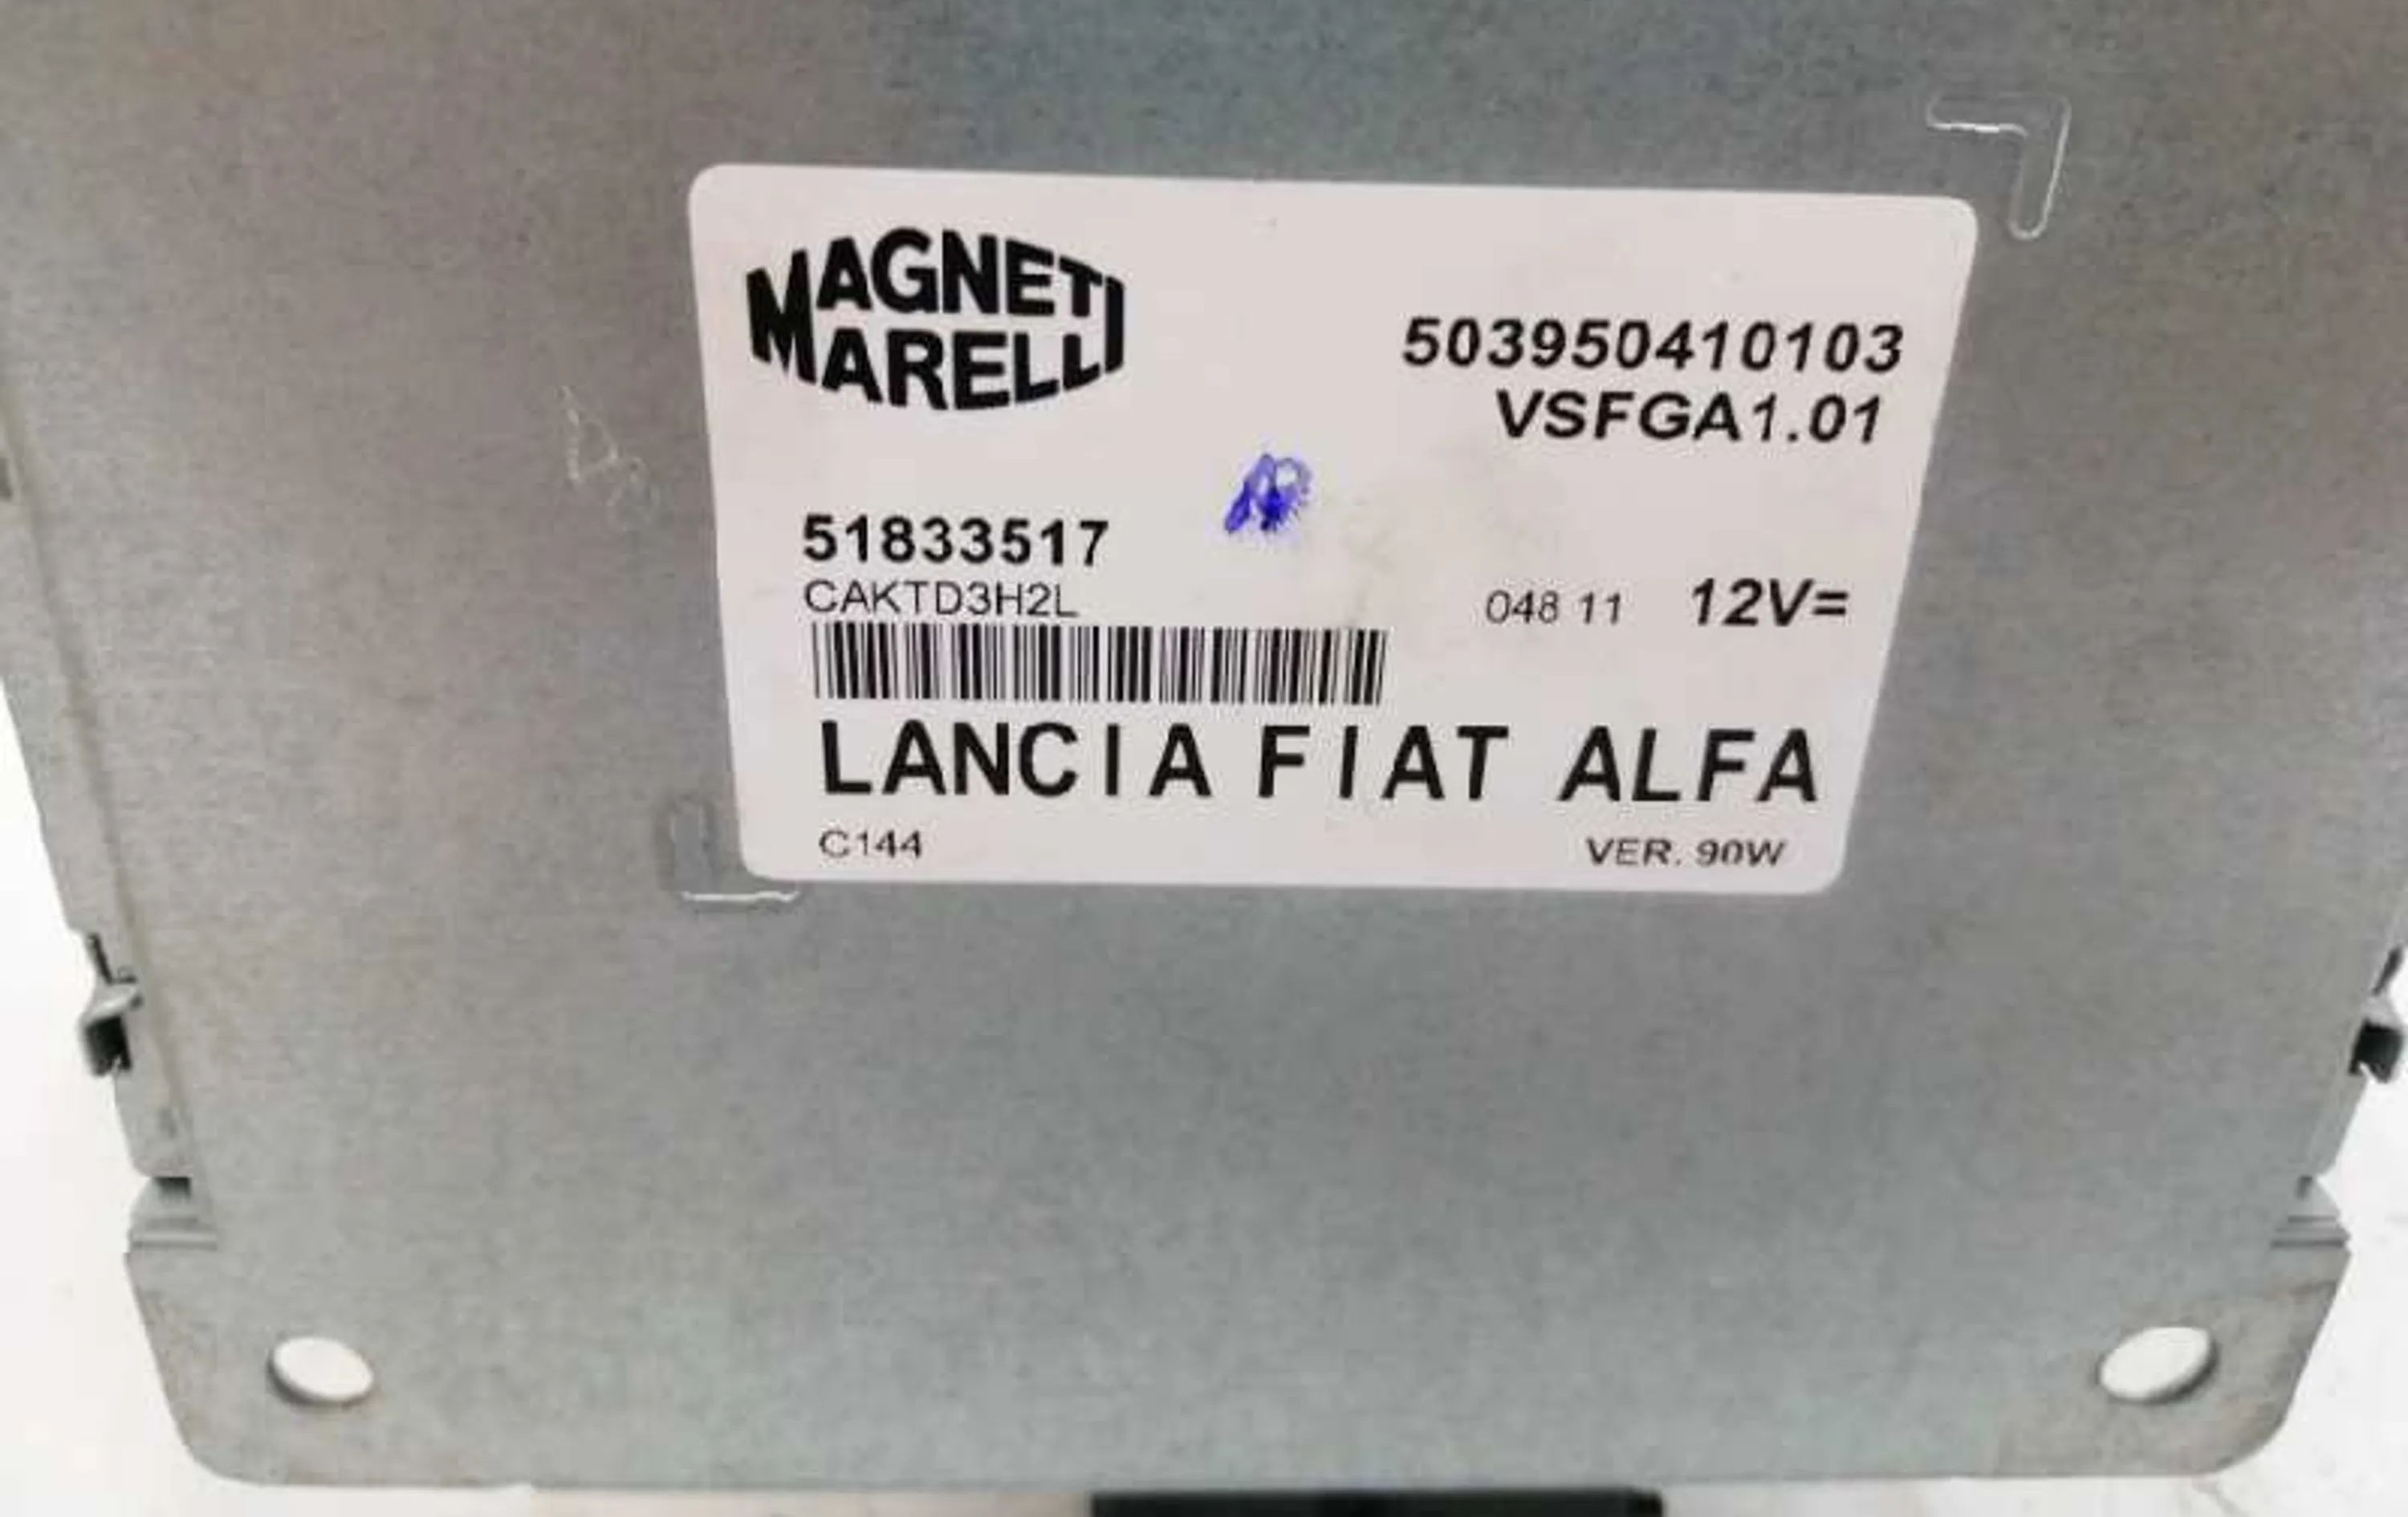 MAGNETI
MARELLI
503950410103
VSFGA1.01
51833517
CAKTD3H2L
048 11 12V=
LANCIA FIAT ALFA
C144 VER. 90W